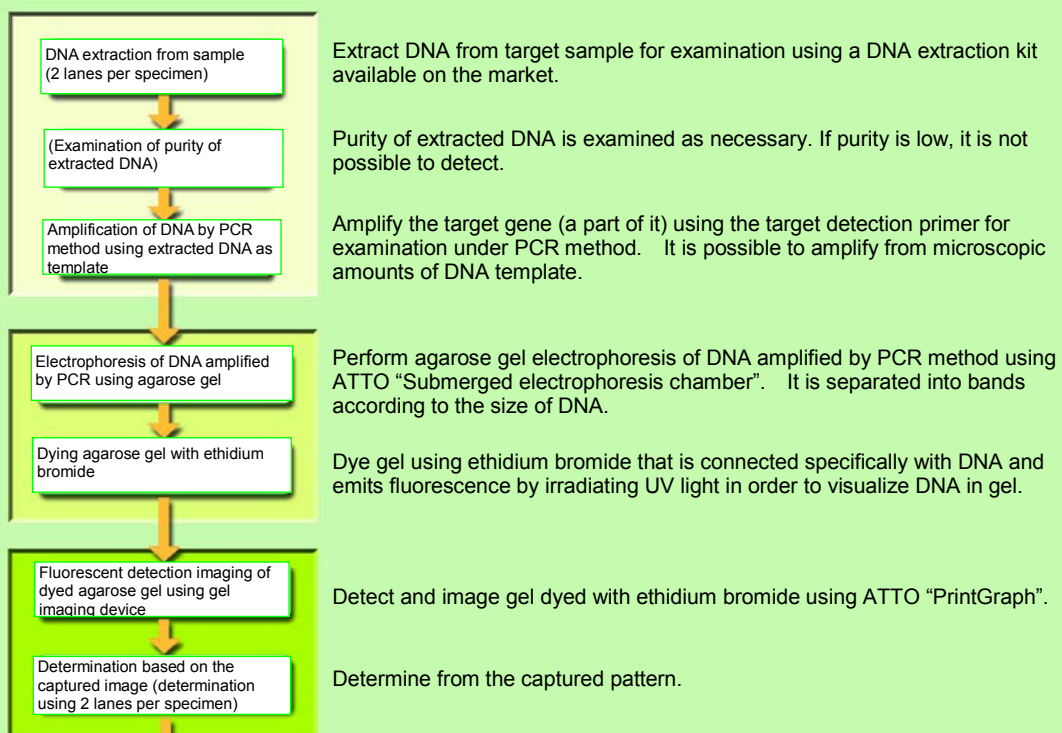 DNA extraction from sample
(2 lanes per specimen)
Extract DNA from target sample for examination using a DNA extraction kit
available on the market.
(Examination of purity of
extracted DNA)
Purity of extracted DNA is examined as necessary. If purity is low, it is not
possible to detect.
Amplification of DNA by PCR
method using extracted DNA as
template
Amplify the target gene (a part of it) using the target detection primer for
examination under PCR method. It is possible to amplify from microscopic
amounts of DNA template.
Electrophoresis of DNA amplified
by PCR using agarose gel
Perform agarose gel electrophoresis of DNA amplified by PCR method using
ATTO “Submerged electrophoresis chamber”. It is separated into bands
according to the size of DNA.
Dying agarose gel with ethidium
bromide
Dye gel using ethidium bromide that is connected specifically with DNA and
emits fluorescence by irradiating UV light in order to visualize DNA in gel.
Fluorescent detection imaging of
dyed agarose gel using gel
imaging device
Detect and image gel dyed with ethidium bromide using ATTO “PrintGraph”.
Determination based on the
captured image (determination
using 2 lanes per specimen)
Determine from the captured pattern.